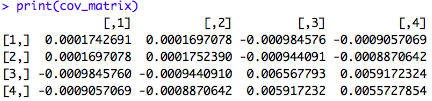 > print(cov_matrix)
[,1] [,2] [,3] [,4]
[1,] 0.0001742691 0.0001697078 -0.000984576 -0.0009057069
[2,] 0.0001697078 0.0001752390 -0.000944091 -0.0008870642
[3,] -0.0009845760 -0.0009440910 0.006567793 0.0059172324
[4,] -0.0009057069 -0.0008870642 0.005917232 0.0055727854